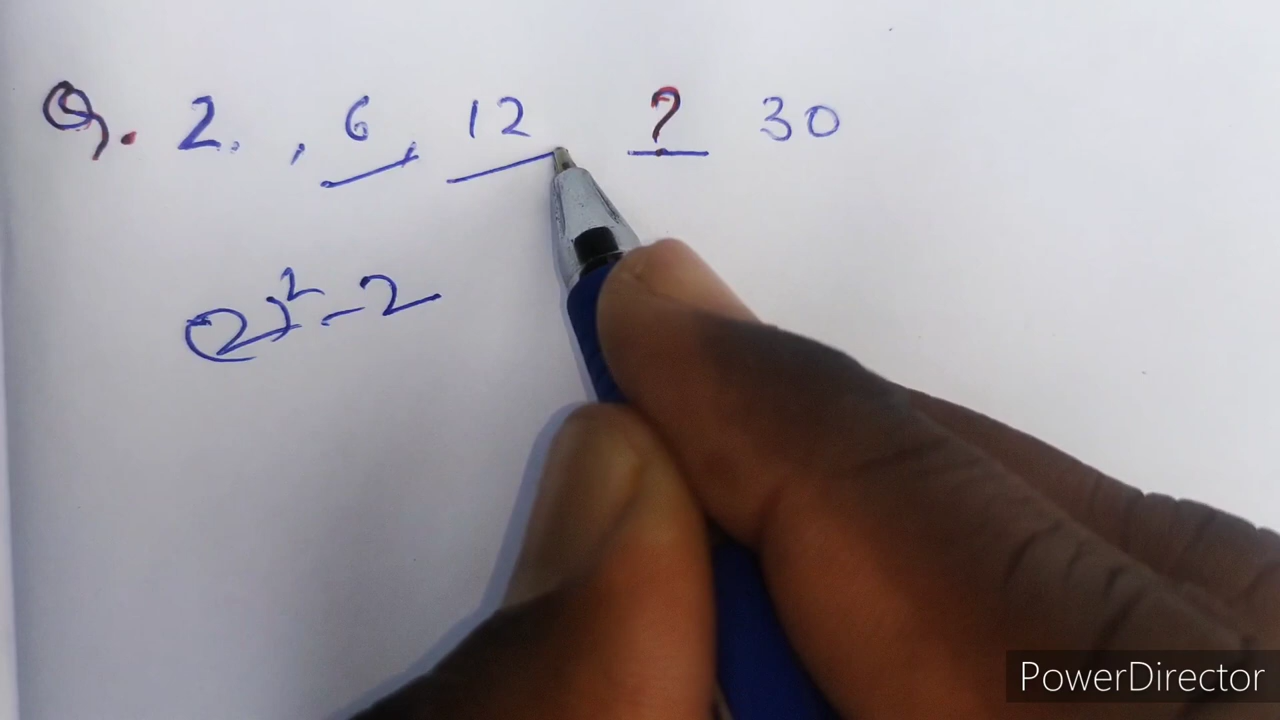 Q. 2. , 6, 12 ? 30
(2)² - 2
PowerDirector